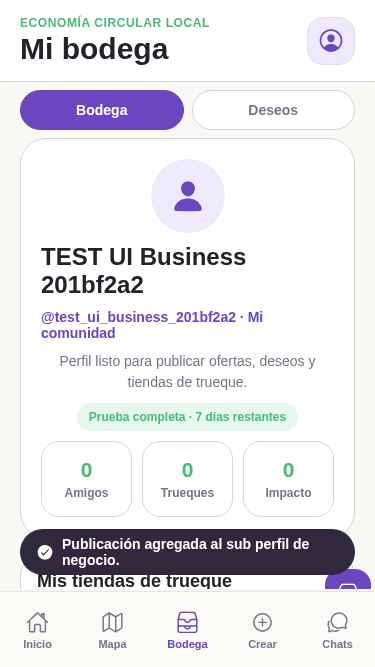 ECONOMÍA CIRCULAR LOCAL
Mi bodega
Bodega
Deseos
TEST UI Business
201bf2a2
@test_ui_business_201bf2a2 · Mi
comunidad
Perfil listo para publicar ofertas, deseos y
tiendas de trueque.
Prueba completa · 7 días restantes
0
Amigos
0
Trueques
0
Impacto
Publicación agregada al sub perfil de
negocio.
Mis tiendas de trueque
Inicio
Mapa
Bodega
Crear
Chats